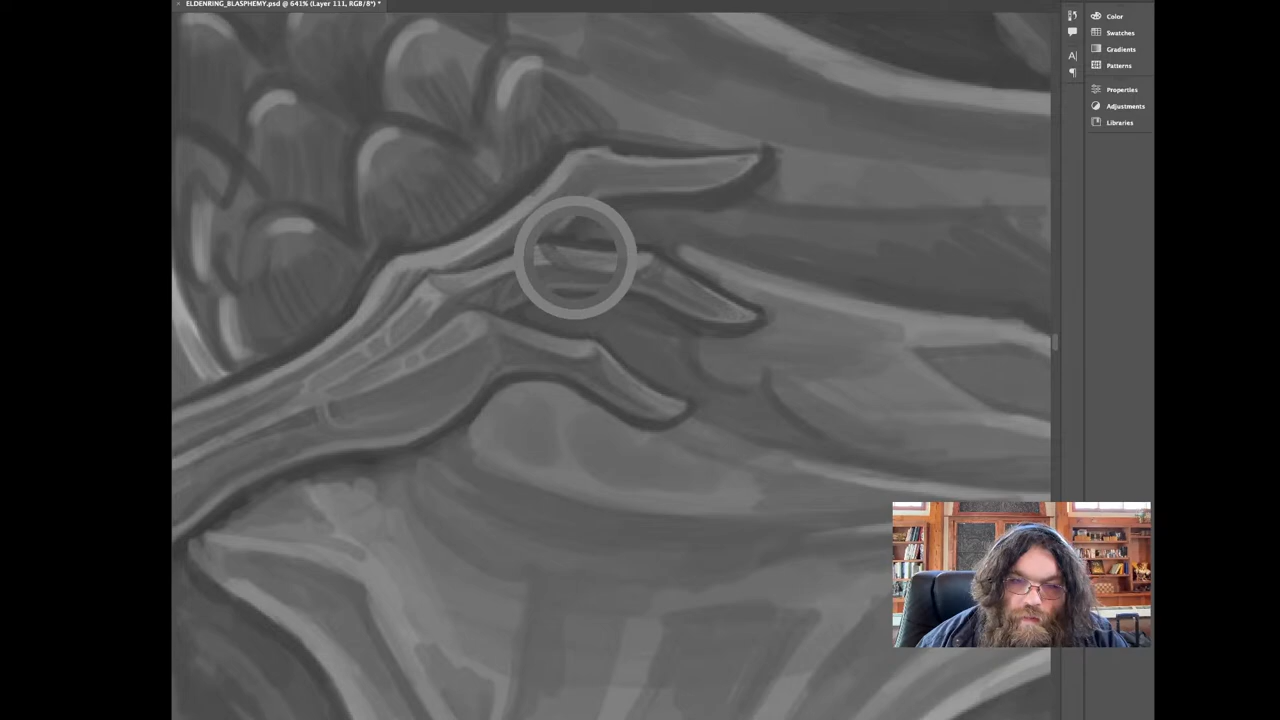 × ELDENRING_BLASPHEMY.psd @ 641% (Layer 111, RGB/8*) *
Color
Swatches
Gradients
Patterns
Properties
Adjustments
Libraries